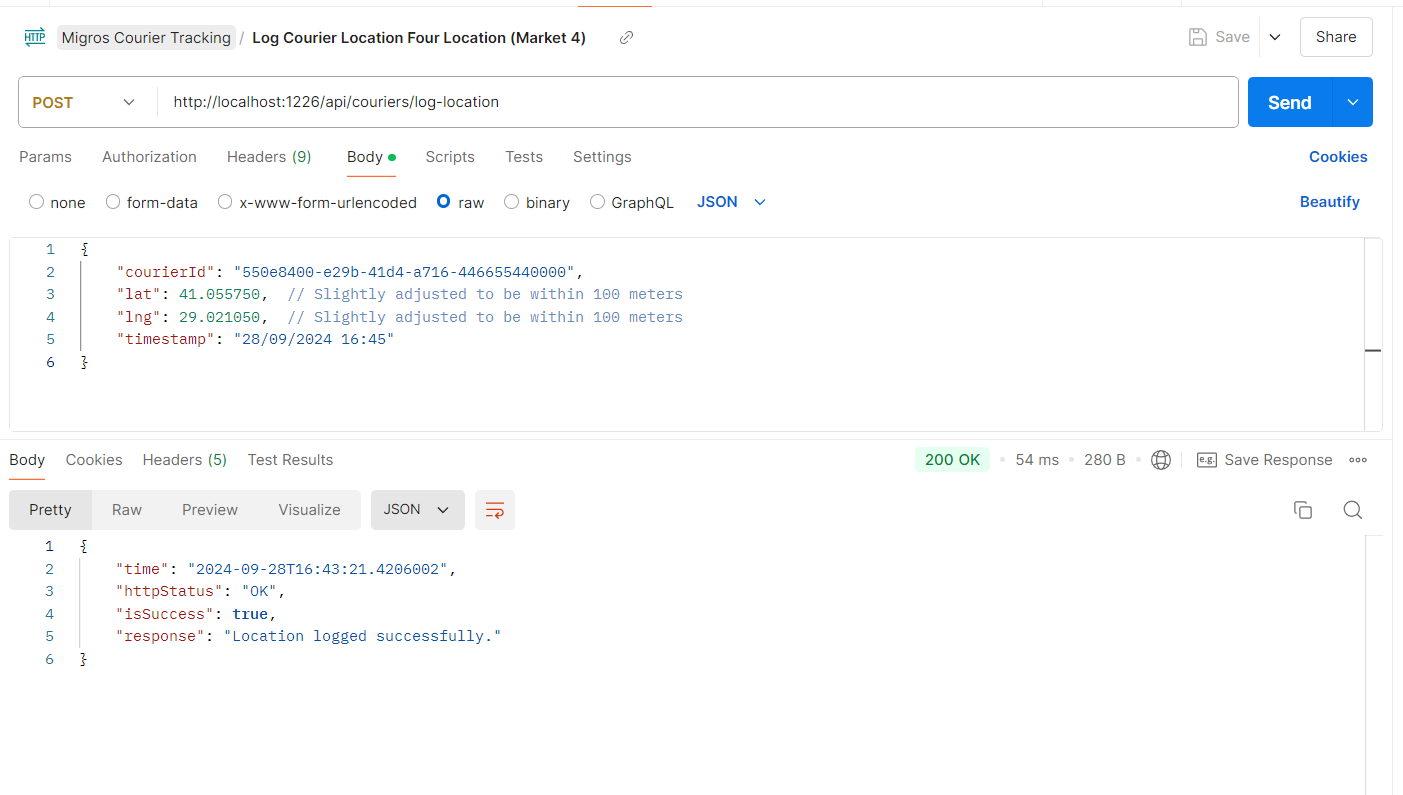 HTTP Migros Courier Tracking / Log Courier Location Four Location (Market 4) Save Share
POST http://localhost:1226/api/couriers/log-location Send
Params Authorization Headers (9) Body Scripts Tests Settings Cookies
none form-data x-www-form-urlencoded raw binary GraphQL JSON Beautify
1 {
2 "courierId": "550e8400-e29b-41d4-a716-446655440000",
3 "lat": 41.055750, // Slightly adjusted to be within 100 meters
4 "lng": 29.021050, // Slightly adjusted to be within 100 meters
5 "timestamp": "28/09/2024 16:45"
6 }
Body Cookies Headers (5) Test Results 200 OK 54 ms 280 B e.g. Save Response
Pretty Raw Preview Visualize JSON
1 {
2 "time": "2024-09-28T16:43:21.4206002",
3 "httpStatus": "OK",
4 "isSuccess": true,
5 "response": "Location logged successfully."
6 }